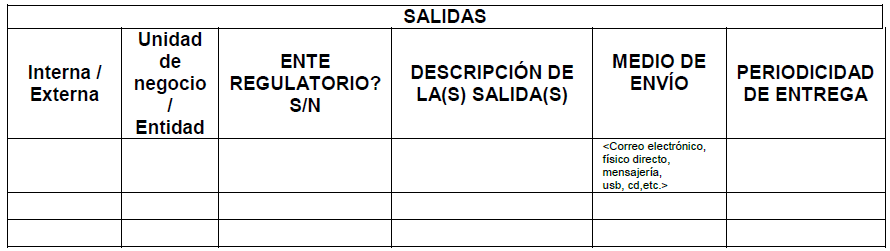 SALIDAS
Interna /
Externa
Unidad
de
negocio
/
Entidad
ENTE
REGULATORIO?
S/N
DESCRIPCIÓN DE
LA(S) SALIDA(S)
MEDIO DE
ENVÍO
PERIODICIDAD
DE ENTREGA
<Correo electrónico,
físico directo,
mensajería,
usb, cd,etc.>